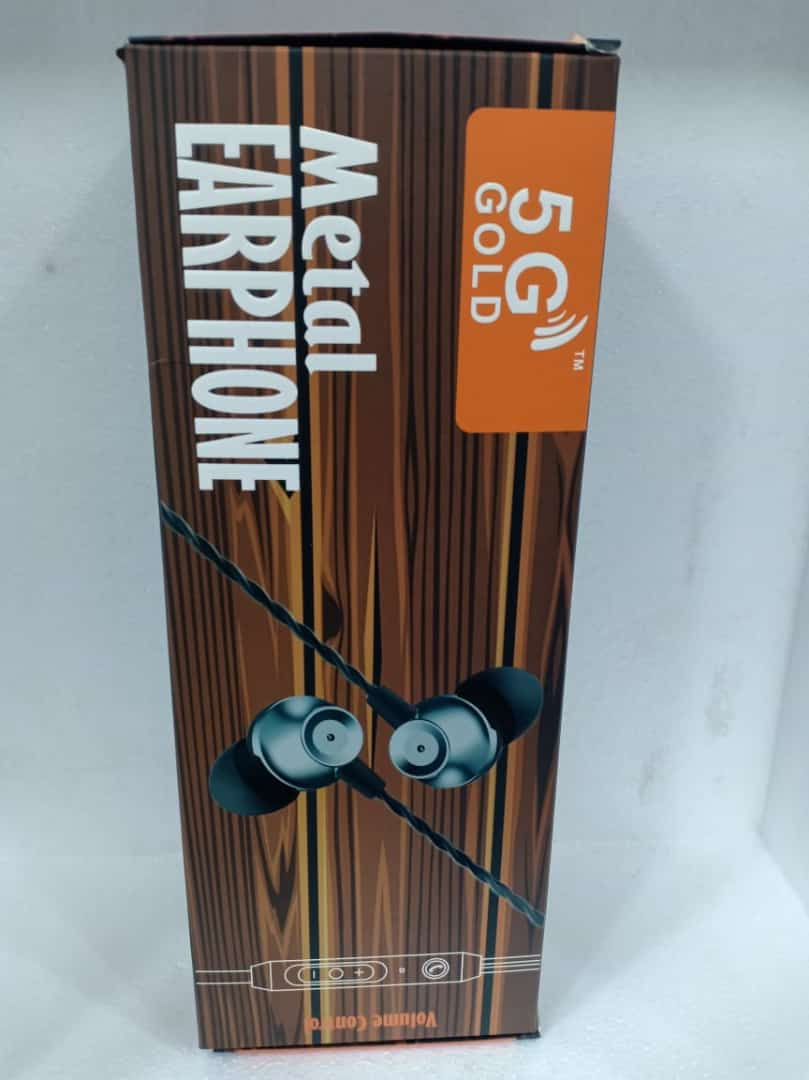 5G
GOLD
TM
Metal
EARPHONE
Volume Control